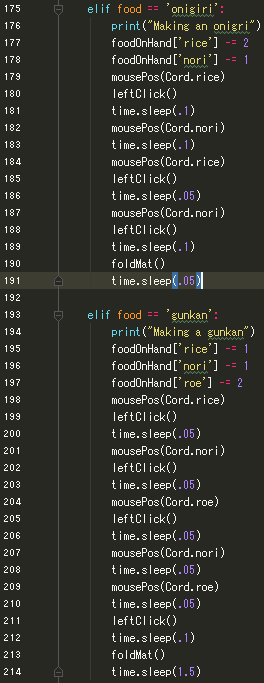 175 elif food == 'onigiri':
176 print("Making an onigri")
177 foodOnHand['rice'] -= 2
178 foodOnHand['nori'] -= 1
179 mousePos(Cord.rice)
180 leftClick()
181 time.sleep(.1)
182 mousePos(Cord.nori)
183 time.sleep(.1)
184 mousePos(Cord.rice)
185 leftClick()
186 time.sleep(.05)
187 mousePos(Cord.nori)
188 leftClick()
189 time.sleep(.1)
190 foldMat()
191 time.sleep(.05)
192
193 elif food == 'gunkan':
194 print("Making a gunkan")
195 foodOnHand['rice'] -= 1
196 foodOnHand['nori'] -= 1
197 foodOnHand['roe'] -= 2
198 mousePos(Cord.rice)
199 leftClick()
200 time.sleep(.05)
201 mousePos(Cord.nori)
202 leftClick()
203 time.sleep(.05)
204 mousePos(Cord.roe)
205 leftClick()
206 time.sleep(.05)
207 mousePos(Cord.nori)
208 time.sleep(.05)
209 mousePos(Cord.roe)
210 time.sleep(.05)
211 leftClick()
212 time.sleep(.1)
213 foldMat()
214 time.sleep(1.5)